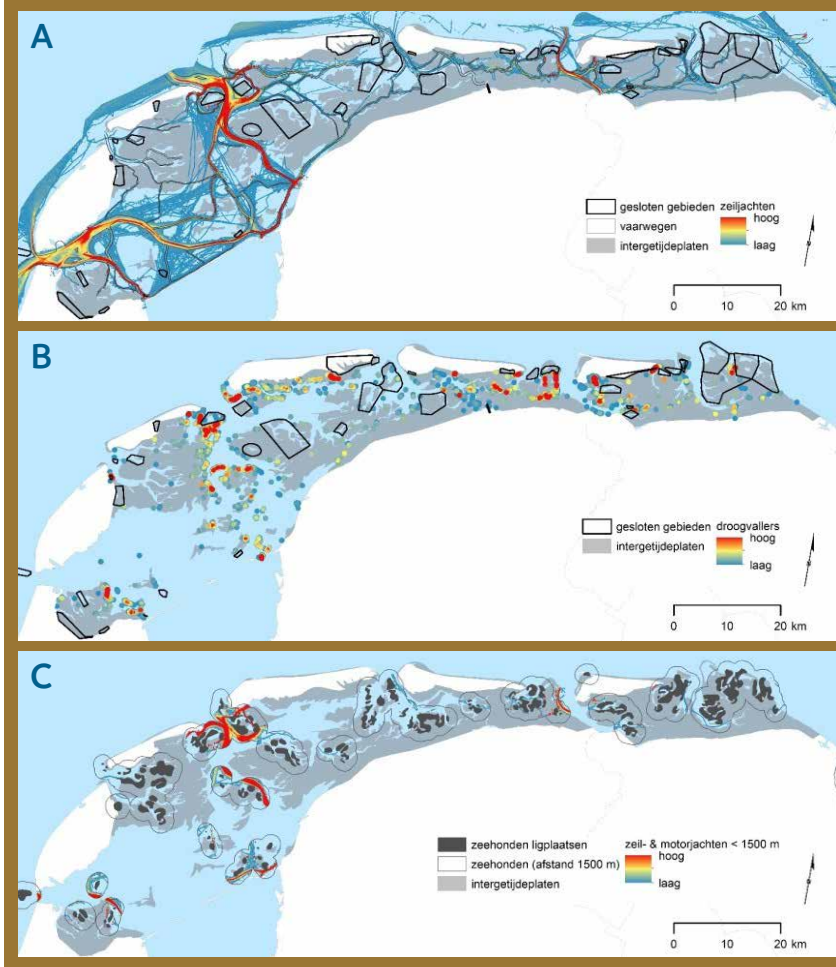 A
gesloten gebieden
vaarwegen
intergetijdeplaten
zeiljachten
hoog
laag
0 10 20
km
B
gesloten gebieden
intergetijdeplaten
droogvallers
hoog
laag
0 10 20
km
C
zeehonden ligplaatsen
zeehonden (afstand 1500 m)
intergetijdeplaten
zeil- & motorjachten < 1500 m
hoog
laag
0 10 20
km